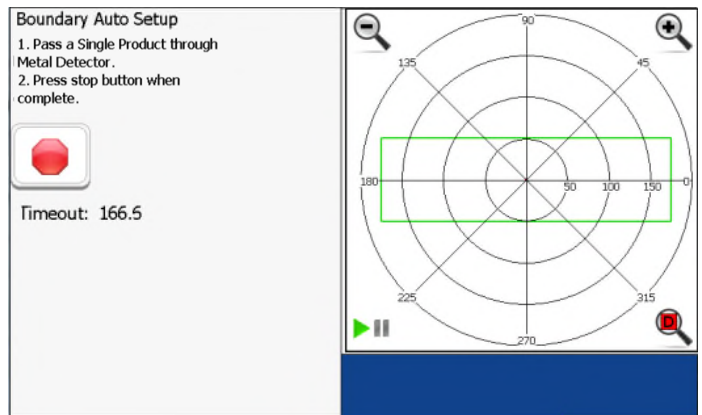 Boundary Auto Setup
1. Pass a Single Product through
Metal Detector.
2. Press stop button when
complete.
Timeout: 166.5
90
135
45
180
50
100
150
0
225
315
D
270